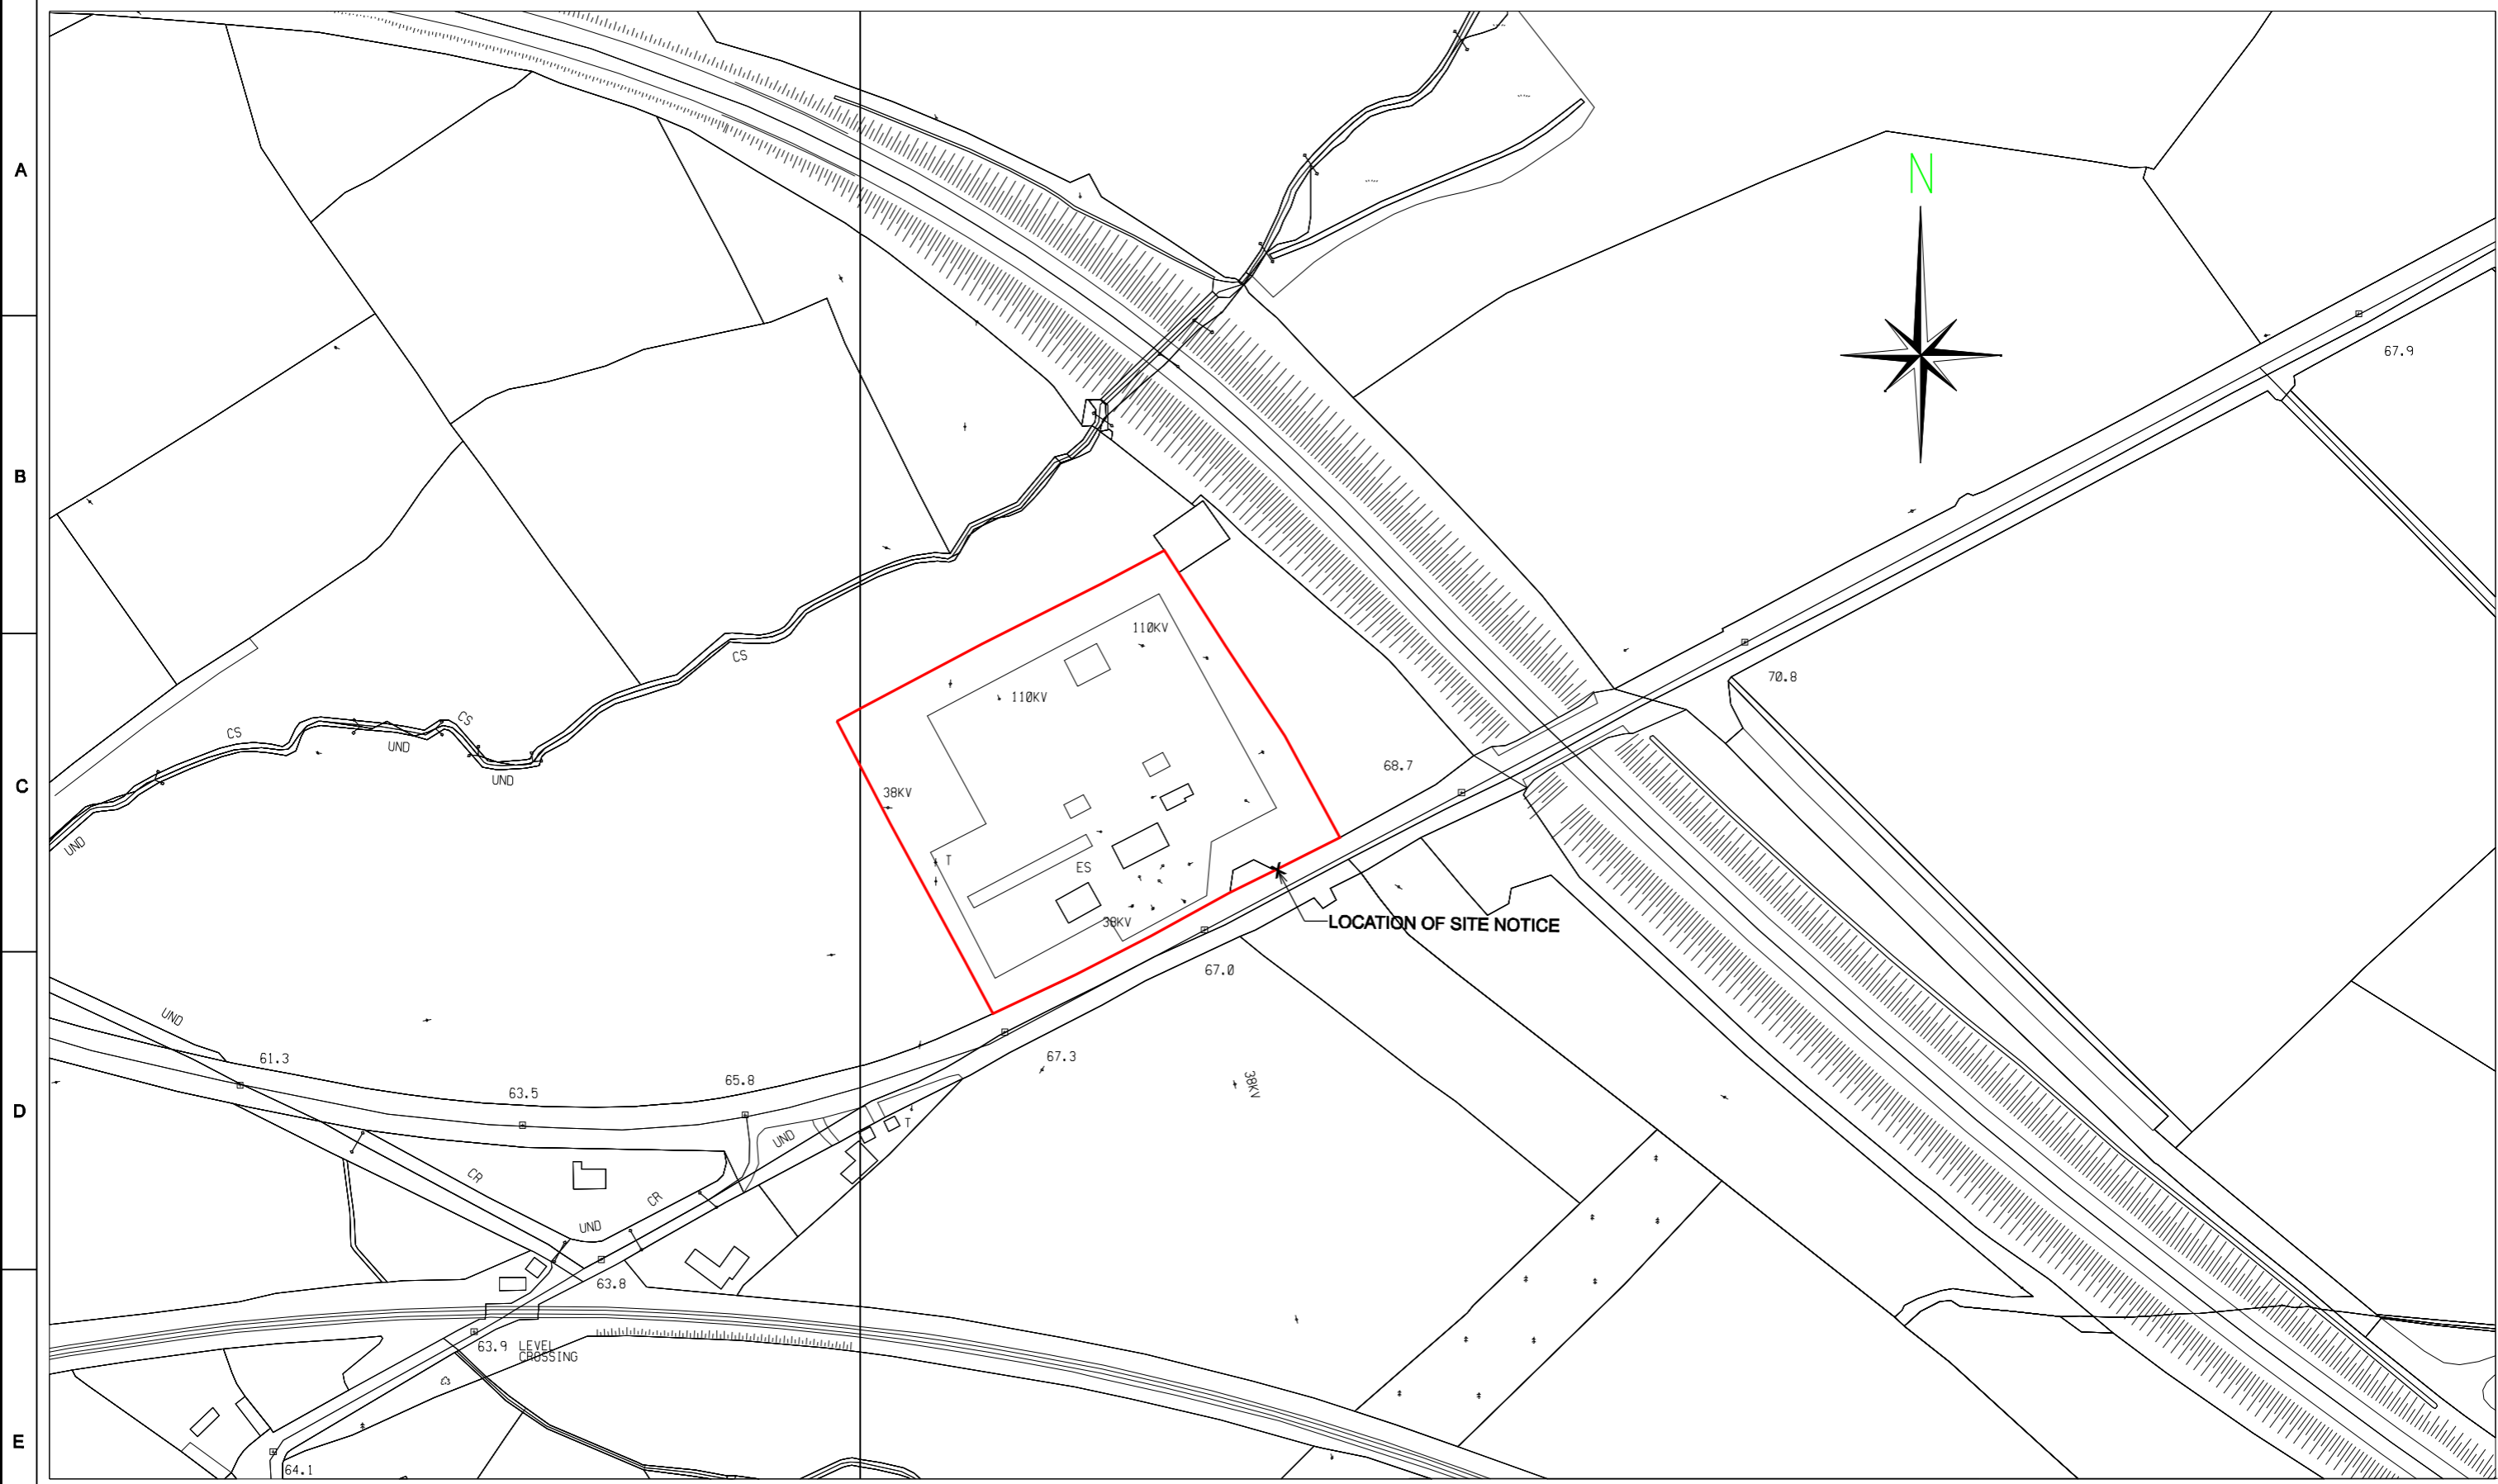 A
N
B
67.9
110KV
CS
110KV
70.8
CS
CS
UND
UND
68.7
C
38KV
UND
T
ES
38KV
LOCATION OF SITE NOTICE
67.0
UND
61.3
67.3
65.8
63.5
38KV
D
UND
T
CR
CR
UND
63.8
63.9 LEVEL
CROSSING
E
64.1